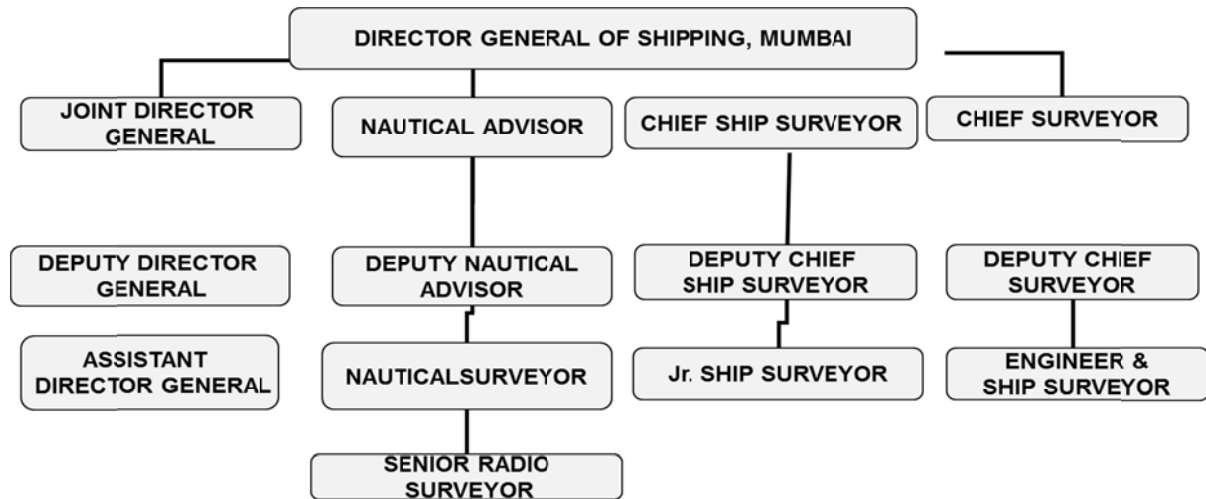 DIRECTOR GENERAL OF SHIPPING, MUMBAI
JOINT DIRECTOR
GENERAL
NAUTICAL ADVISOR
CHIEF SHIP SURVEYOR
CHIEF SURVEYOR
DEPUTY DIRECTOR
GENERAL
DEPUTY NAUTICAL
ADVISOR
DEPUTY CHIEF
SHIP SURVEYOR
DEPUTY CHIEF
SURVEYOR
ASSISTANT
DIRECTOR GENERAL
NAUTICALSURVEYOR
Jr. SHIP SURVEYOR
ENGINEER &
SHIP SURVEYOR
SENIOR RADIO
SURVEYOR